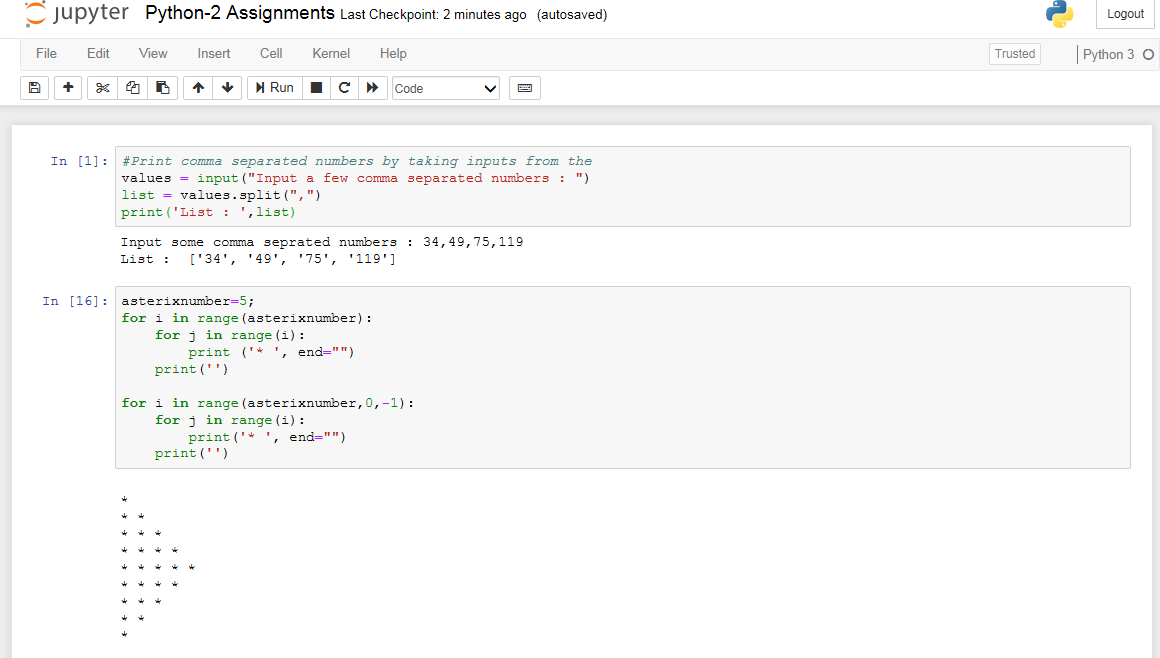 jupyter Python-2 Assignments Last Checkpoint: 2 minutes ago (autosaved) Logout
File Edit View Insert Cell Kernel Help Trusted Python 3
Run Code
In [1]: #Print comma separated numbers by taking inputs from the
values = input("Input a few comma separated numbers : ")
list = values.split(",")
print('List : ',list)
Input some comma seprated numbers : 34,49,75,119
List :  ['34', '49', '75', '119']
In [16]: asterixnumber=5;
for i in range(asterixnumber):
    for j in range(i):
        print ('* ', end="")
    print('')
for i in range(asterixnumber,0,-1):
    for j in range(i):
        print('* ', end="")
    print('')
*
* *
* * *
* * * *
* * * * *
* * * *
* * *
* *
*